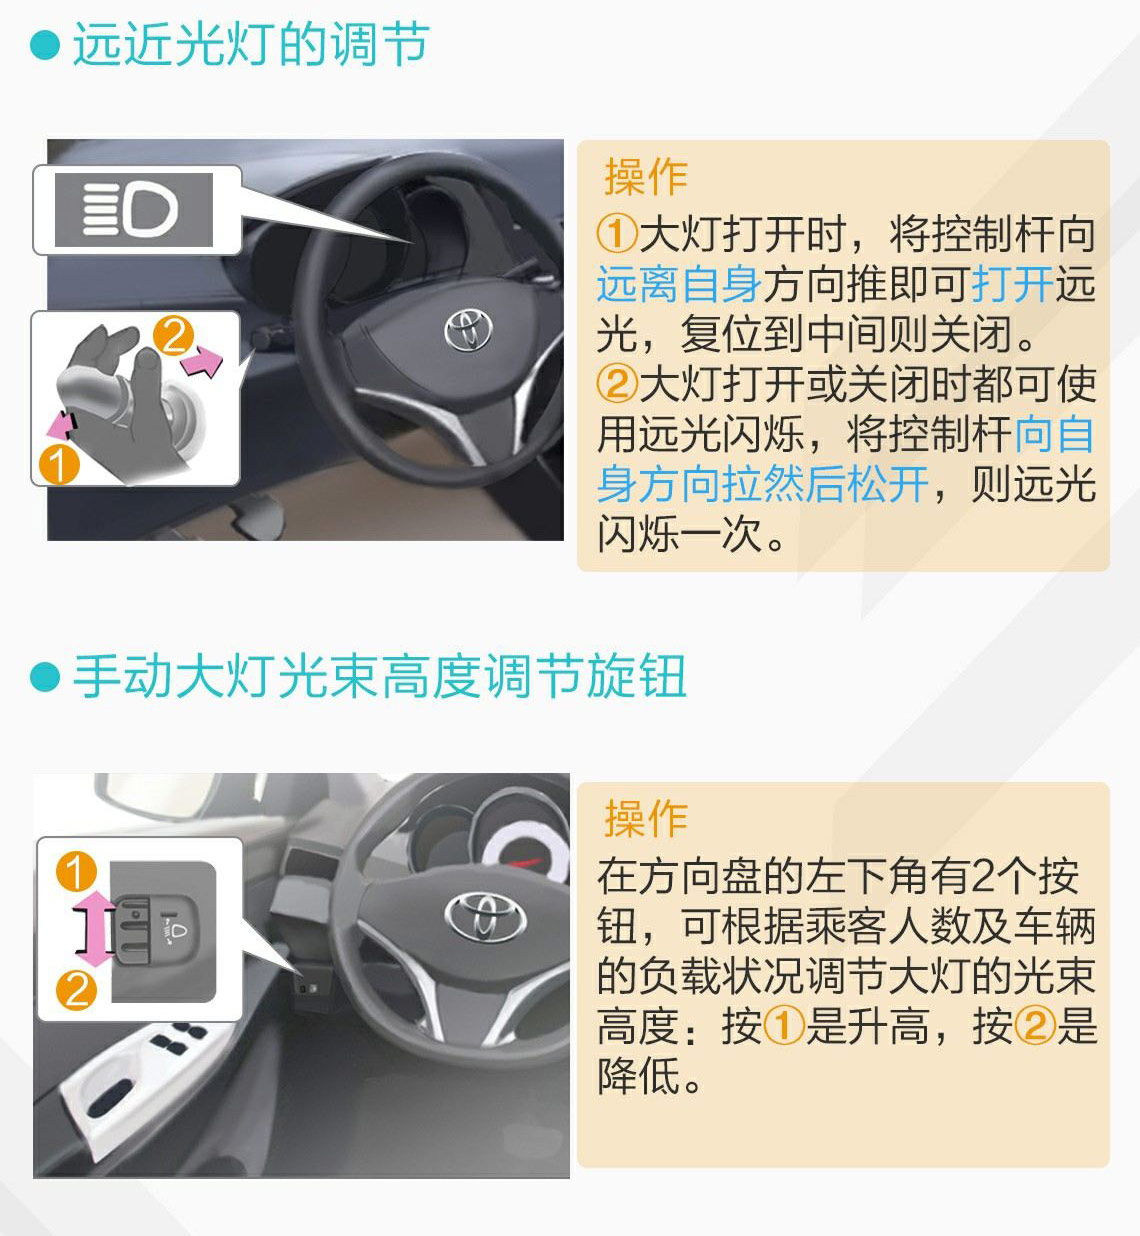 远近光灯的调节
操作
①大灯打开时，将控制杆向
远离自身方向推即可打开远
光，复位到中间则关闭。
②大灯打开或关闭时都可使
用远光闪烁，将控制杆向自
身方向拉然后松开，则远光
闪烁一次。
2
1
手动大灯光束高度调节旋钮
操作
在方向盘的左下角有2个按
钮，可根据乘客人数及车辆
的负载状况调节大灯的光束
高度：按①是升高，按②是
降低。
1
2